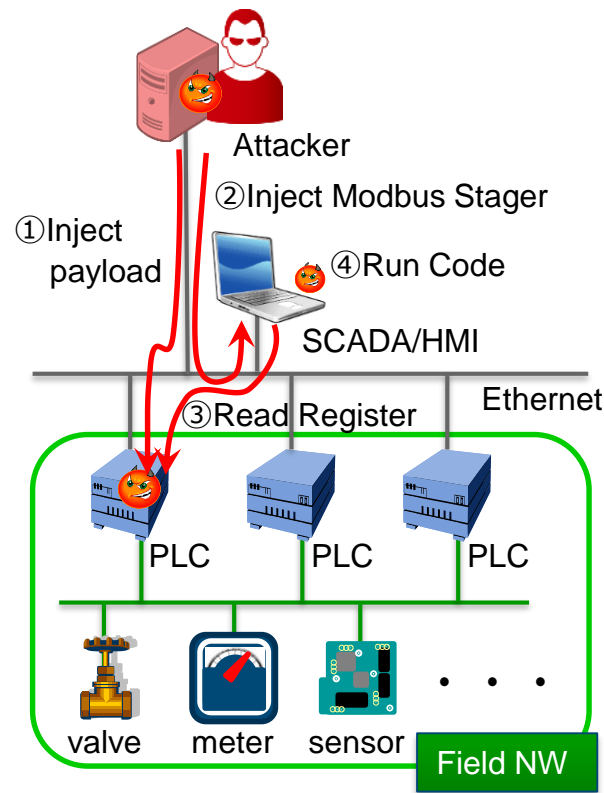 Attacker
②Inject Modbus Stager
①Inject
payload
④Run Code
SCADA/HMI
Ethernet
③Read Register
PLC PLC PLC
valve meter sensor . . .
Field NW